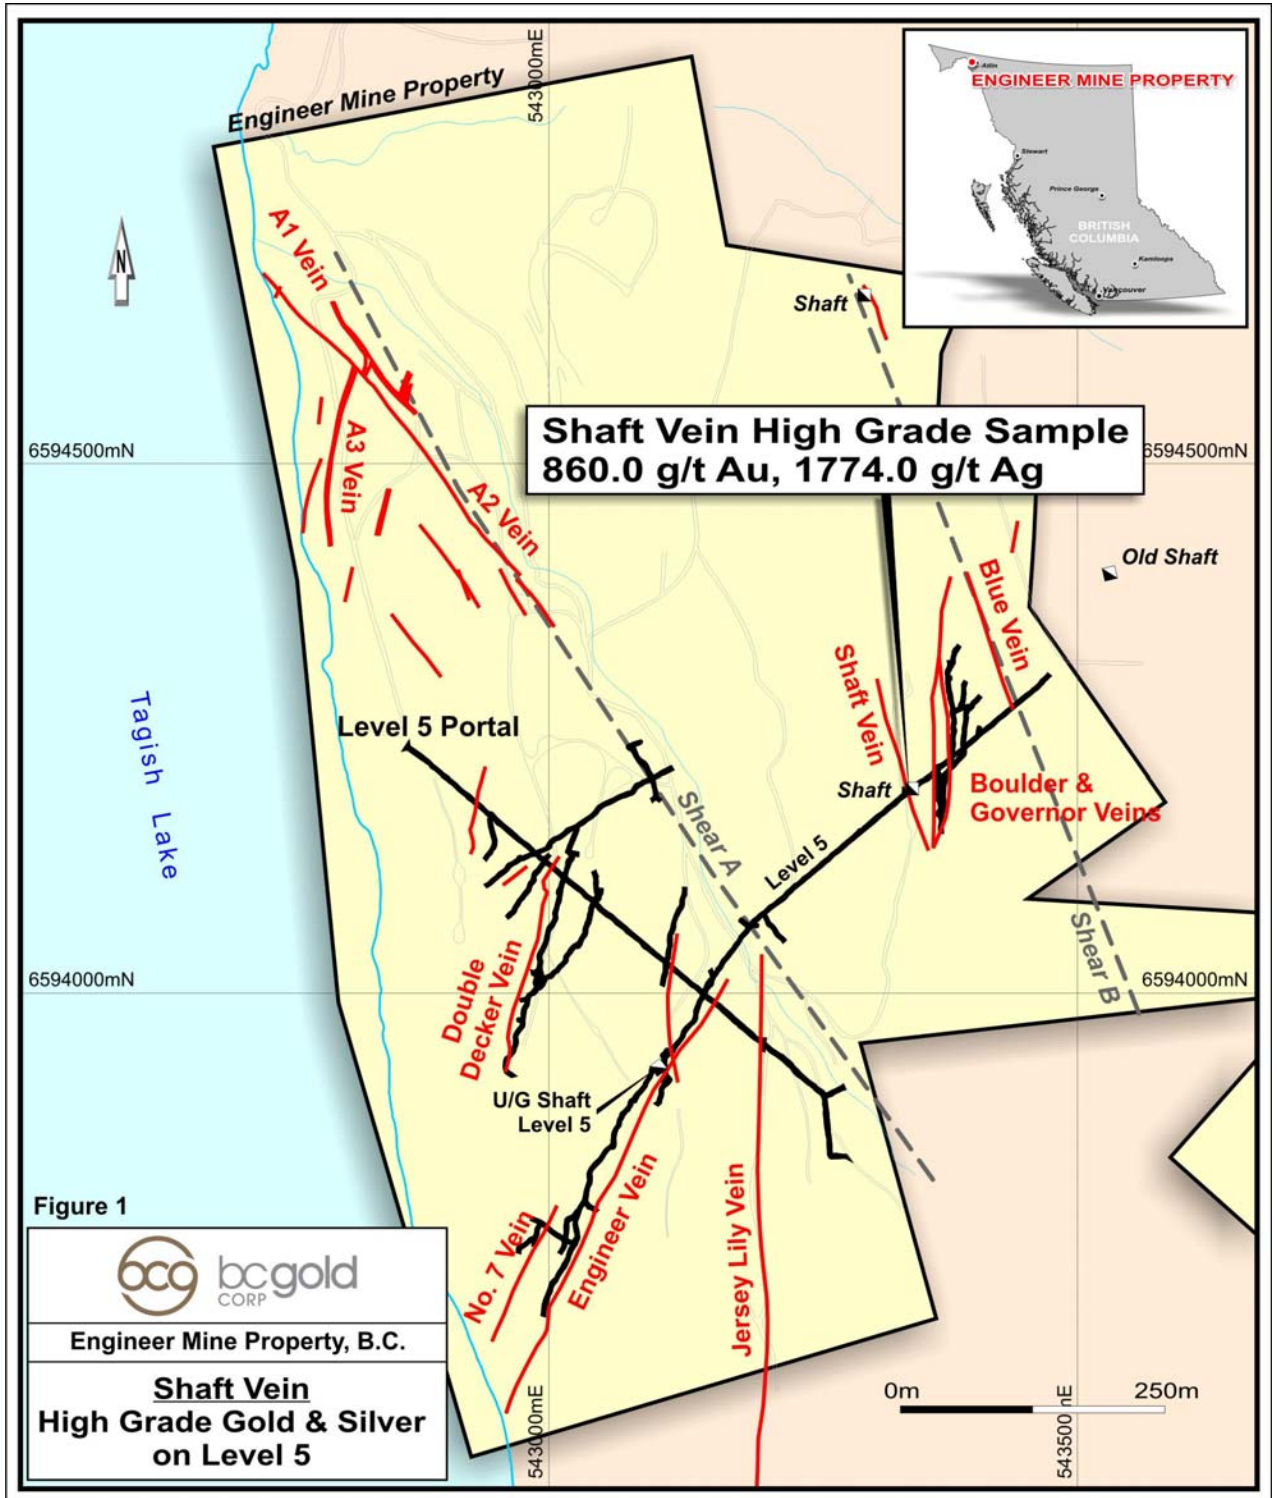 Engineer Mine Property
543000mE
Atlin
ENGINEER MINE PROPERTY
Stewart
Prince George
BRITISH
COLUMBIA
Kamloops
Vancouver
N
A1 Vein
Shaft
Shaft Vein High Grade Sample
860.0 g/t Au, 1774.0 g/t Ag
6594500mN
6594500mN
A3 Vein
A2 Vein
Old Shaft
Blue Vein
Shaft Vein
Tagish Lake
Level 5 Portal
Shear A
Shaft
Boulder &
Governor Veins
Level 5
Shear B
6594000mN
6594000mN
Double
Decker Vein
U/G Shaft
Level 5
Engineer Vein
No. 7 Vein
Jersey Lily Vein
Figure 1
bcg
bcgold
CORP
Engineer Mine Property, B.C.
Shaft Vein
High Grade Gold & Silver
on Level 5
0m
250m
543000mE
543500mE